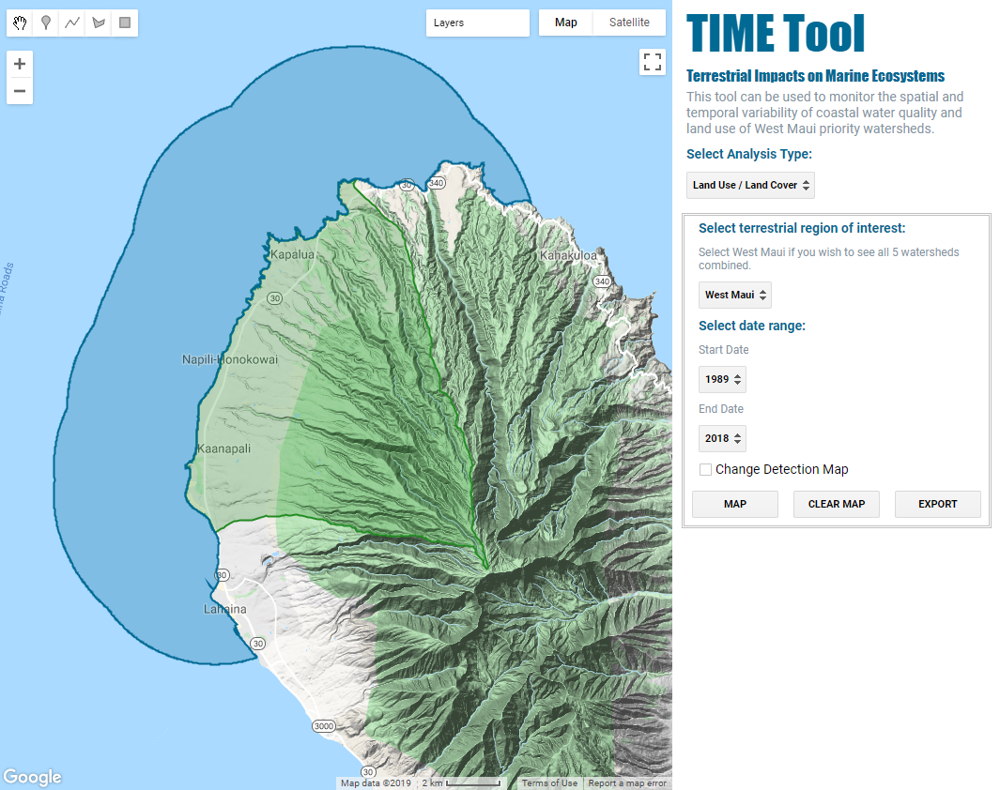 Layers
Map
Satellite
30
340
Kapalua
Kahakuloa
340
30
Napili-Honokowai
Kaanapali
30
Lahaina
30
3000
30
Google
Map data ©2019
2 km
Terms of Use
Report a map error
TIME Tool
Terrestrial Impacts on Marine Ecosystems
This tool can be used to monitor the spatial and
temporal variability of coastal water quality and
land use of West Maui priority watersheds.
Select Analysis Type:
Land Use / Land Cover
Select terrestrial region of interest:
Select West Maui if you wish to see all 5 watersheds
combined.
West Maui
Select date range:
Start Date
1989
End Date
2018
Change Detection Map
MAP
CLEAR MAP
EXPORT